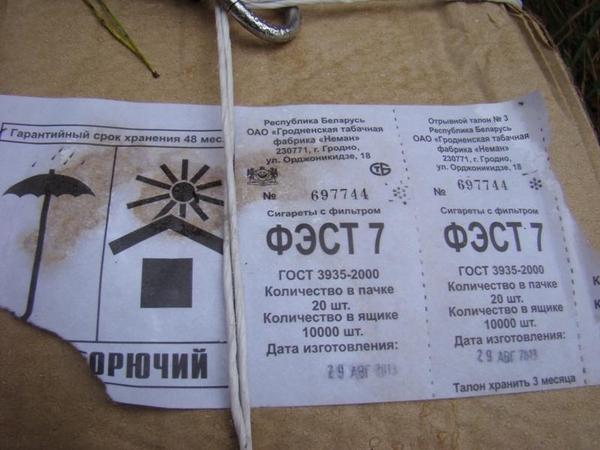 Гарантийный срок хранения 48 мес.
ОРЮЧИЙ
Республика Беларусь
ОАО «Гродненская табачная
фабрика «Неман»
230771, г. Гродно,
ул. Орджоникидзе, 18
№ 697744
Сигареты с фильтром
ФЭСТ 7
ГОСТ 3935-2000
Количество в пачке
20 шт.
Количество в ящике
10000 шт.
Дата изготовления:
29 АВГ 2013
Отрывной талон № 3
Республика Беларусь
ОАО «Гродненская табачная
фабрика «Неман»
230771, г. Гродно,
ул. Орджоникидзе, 18
№ 697744
Сигареты с фильтром
ФЭСТ 7
ГОСТ 3935-2000
Количество в пачке
20 шт.
Количество в ящике
10000 шт.
Дата изготовления:
29 АВГ 2013
Талон хранить 3 месяца